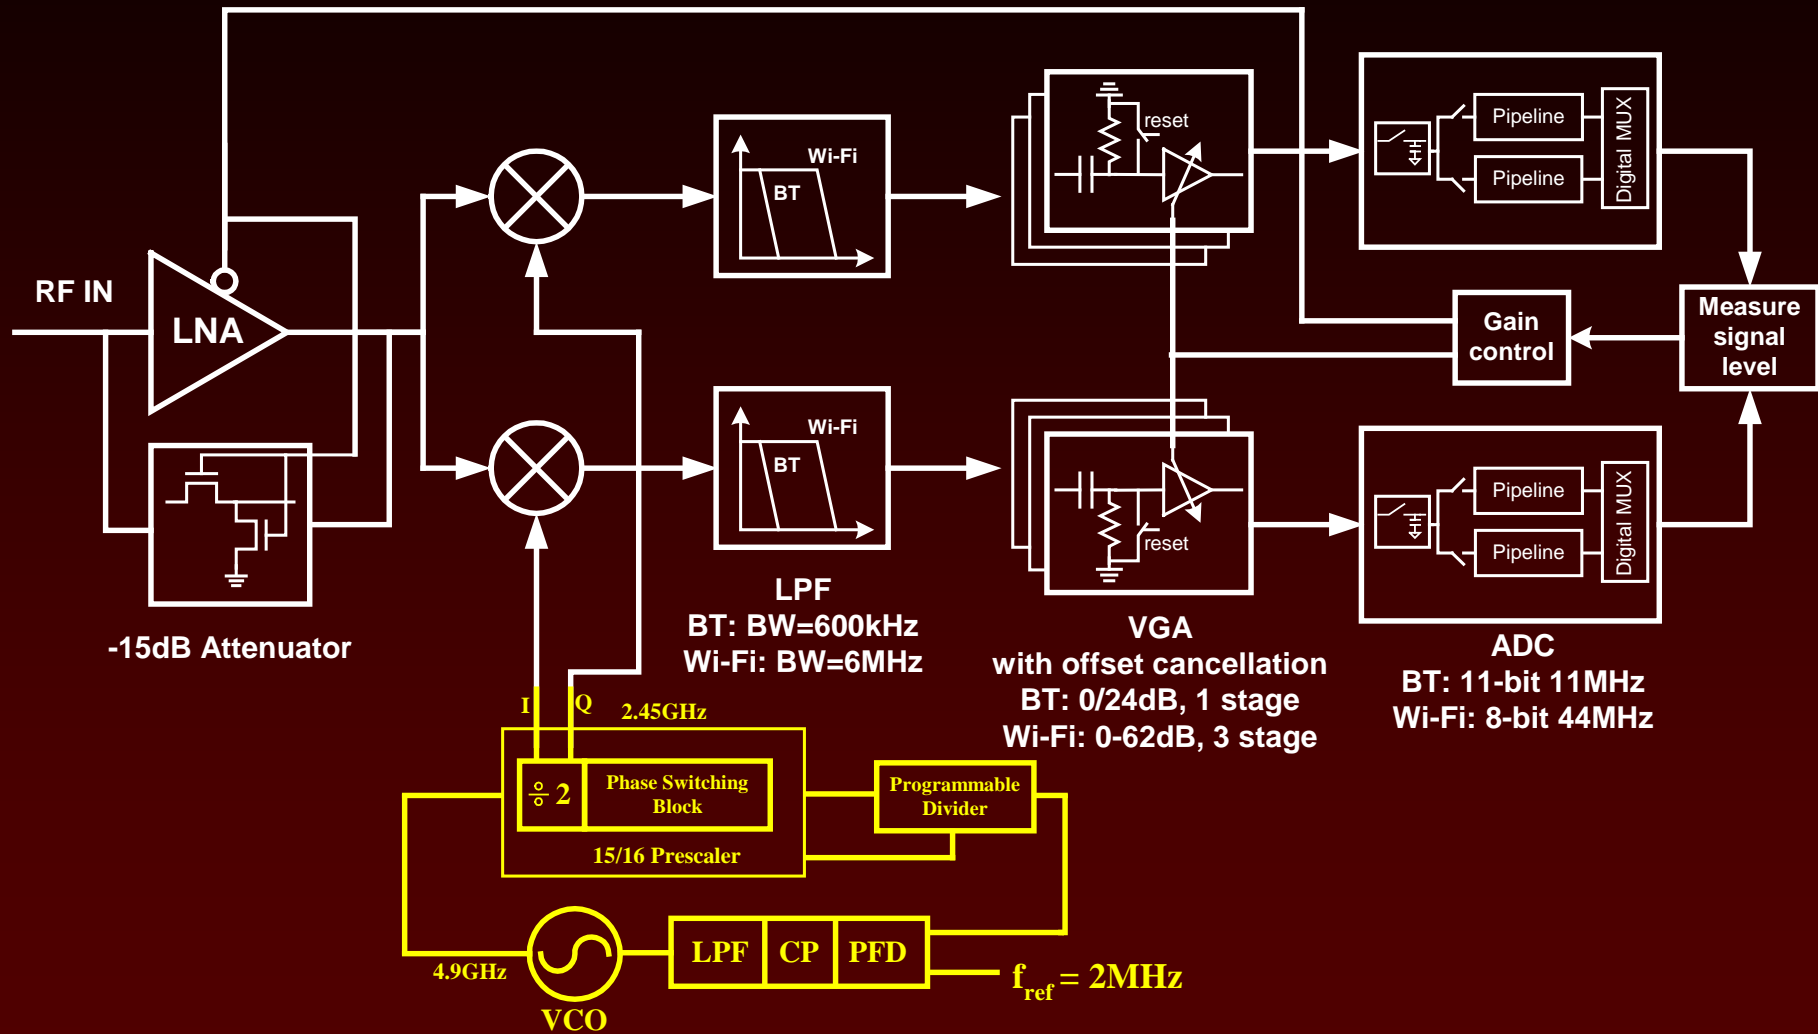 RF IN
LNA
-15dB Attenuator
Wi-Fi
BT
Wi-Fi
BT
LPF
BT: BW=600kHz
Wi-Fi: BW=6MHz
reset
reset
VGA
with offset cancellation
BT: 0/24dB, 1 stage
Wi-Fi: 0-62dB, 3 stage
Pipeline
Pipeline
Digital MUX
Pipeline
Pipeline
Digital MUX
ADC
BT: 11-bit 11MHz
Wi-Fi: 8-bit 44MHz
Gain
control
Measure
signal
level
I
Q
2.45GHz
÷ 2
Phase Switching
Block
15/16 Prescaler
Programmable
Divider
4.9GHz
VCO
LPF
CP
PFD
fref = 2MHz